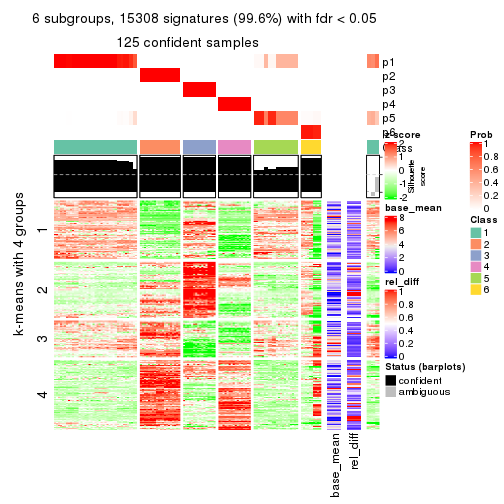 6 subgroups, 15308 signatures (99.6%) with fdr < 0.05
125 confident samples
p1
p2
p3
p4
p5
p6
Class
k-means with 4 groups
1
2
3
4
Silhouette
score
z_score
2
1
0
-1
-2
base_mean
8
6
4
2
0
rel_diff
1
0.8
0.6
0.4
0.2
0
Status (barplots)
confident
ambiguous
Prob
1
0.8
0.6
0.4
0.2
0
Class
1
2
3
4
5
6
base_mean
rel_diff